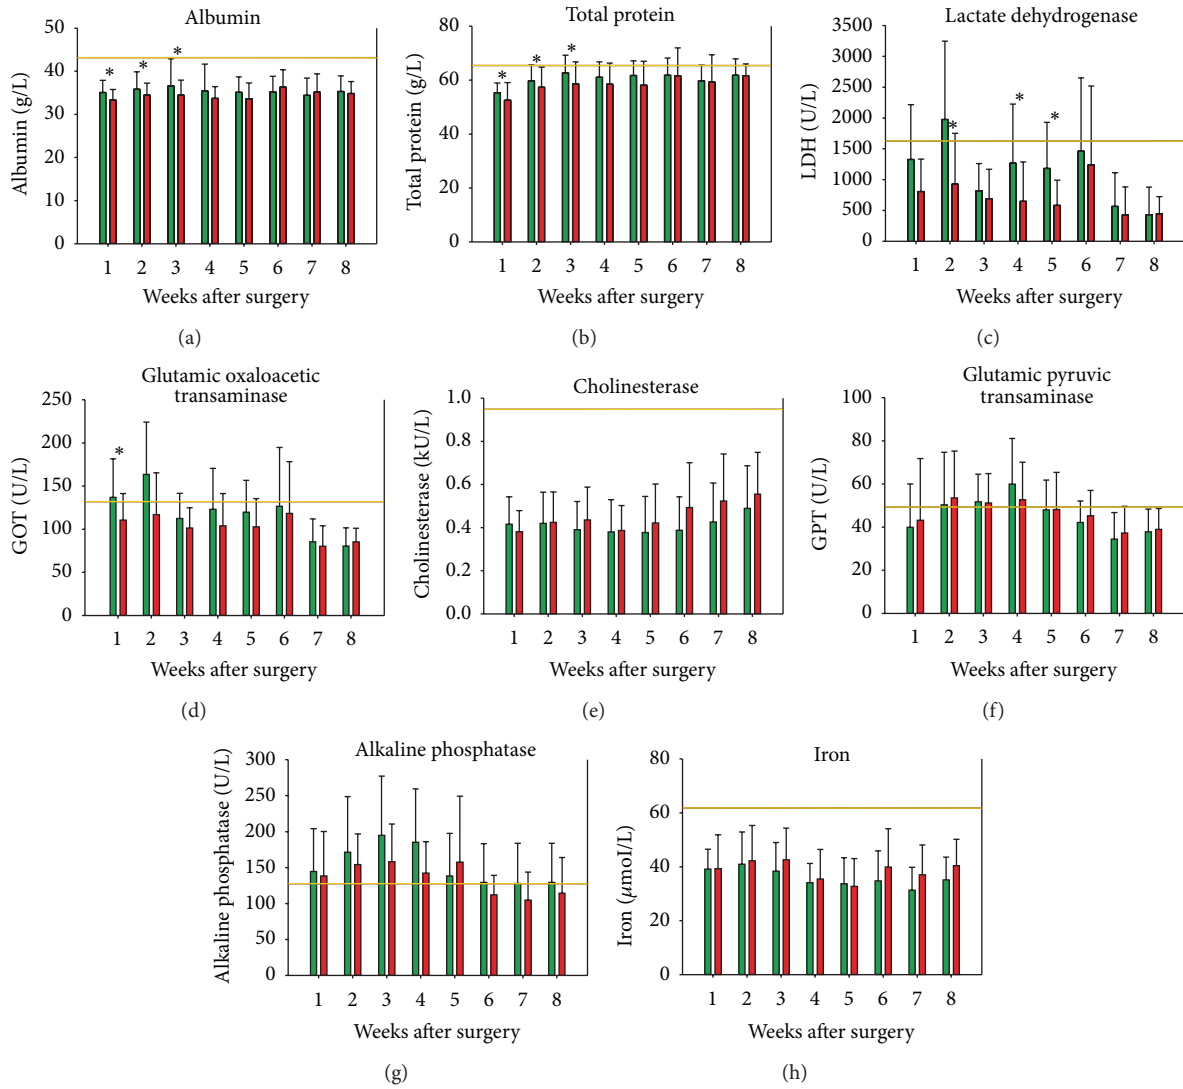 Albumin
50
40
30
20
10
0
Albumin (g/L)
* * *
1 2 3 4 5 6 7 8
Weeks after surgery
(a)
Total protein
80
60
40
20
0
Total protein (g/L)
* * *
1 2 3 4 5 6 7 8
Weeks after surgery
(b)
Lactate dehydrogenase
3500
3000
2500
2000
1500
1000
500
0
LDH (U/L)
* * *
1 2 3 4 5 6 7 8
Weeks after surgery
(c)
Glutamic oxaloacetic
transaminase
250
200
150
100
50
0
GOT (U/L)
*
1 2 3 4 5 6 7 8
Weeks after surgery
(d)
Cholinesterase
1.0
0.8
0.6
0.4
0.2
0.0
Cholinesterase (kU/L)
1 2 3 4 5 6 7 8
Weeks after surgery
(e)
Glutamic pyruvic
transaminase
100
80
60
40
20
0
GPT (U/L)
1 2 3 4 5 6 7 8
Weeks after surgery
(f)
Alkaline phosphatase
300
250
200
150
100
50
0
Alkaline phosphatase (U/L)
1 2 3 4 5 6 7 8
Weeks after surgery
(g)
Iron
80
60
40
20
0
Iron (μmoI/L)
1 2 3 4 5 6 7 8
Weeks after surgery
(h)